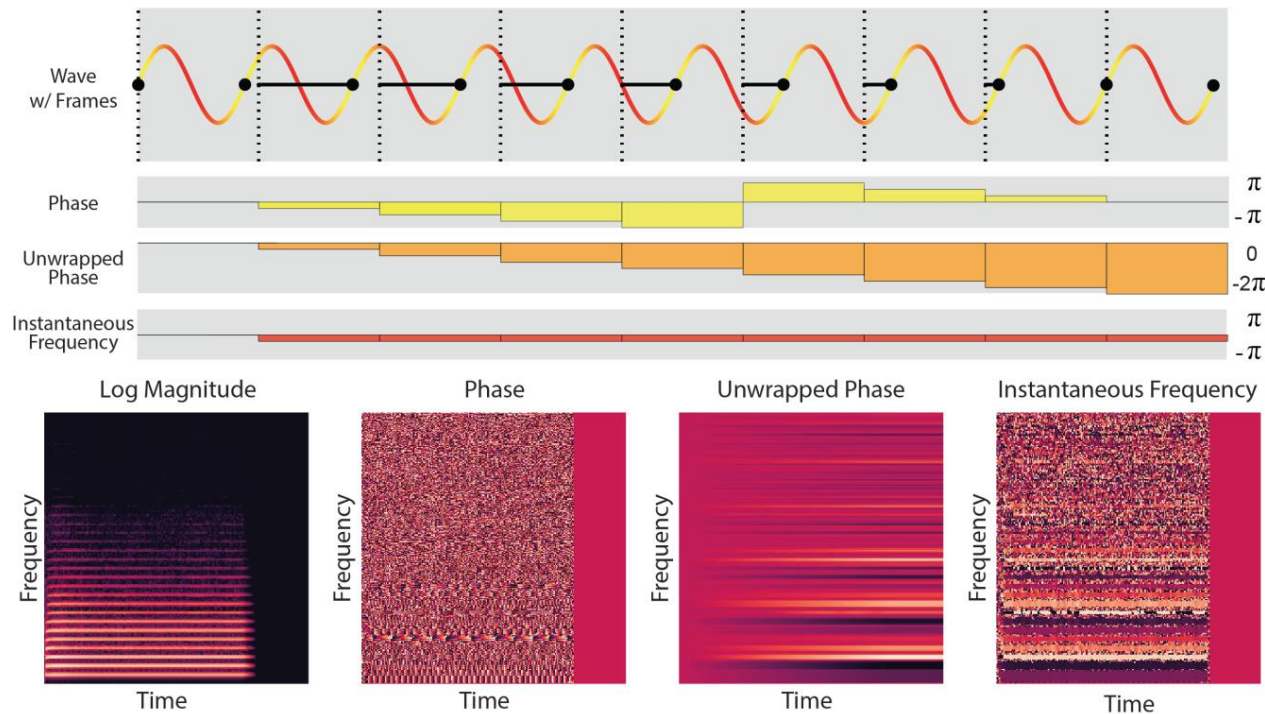 Wave
w/ Frames
Phase
π
- π
Unwrapped
Phase
0
-2π
Instantaneous
Frequency
π
- π
Log Magnitude
Phase
Unwrapped Phase
Instantaneous Frequency
Frequency
Frequency
Frequency
Frequency
Time
Time
Time
Time